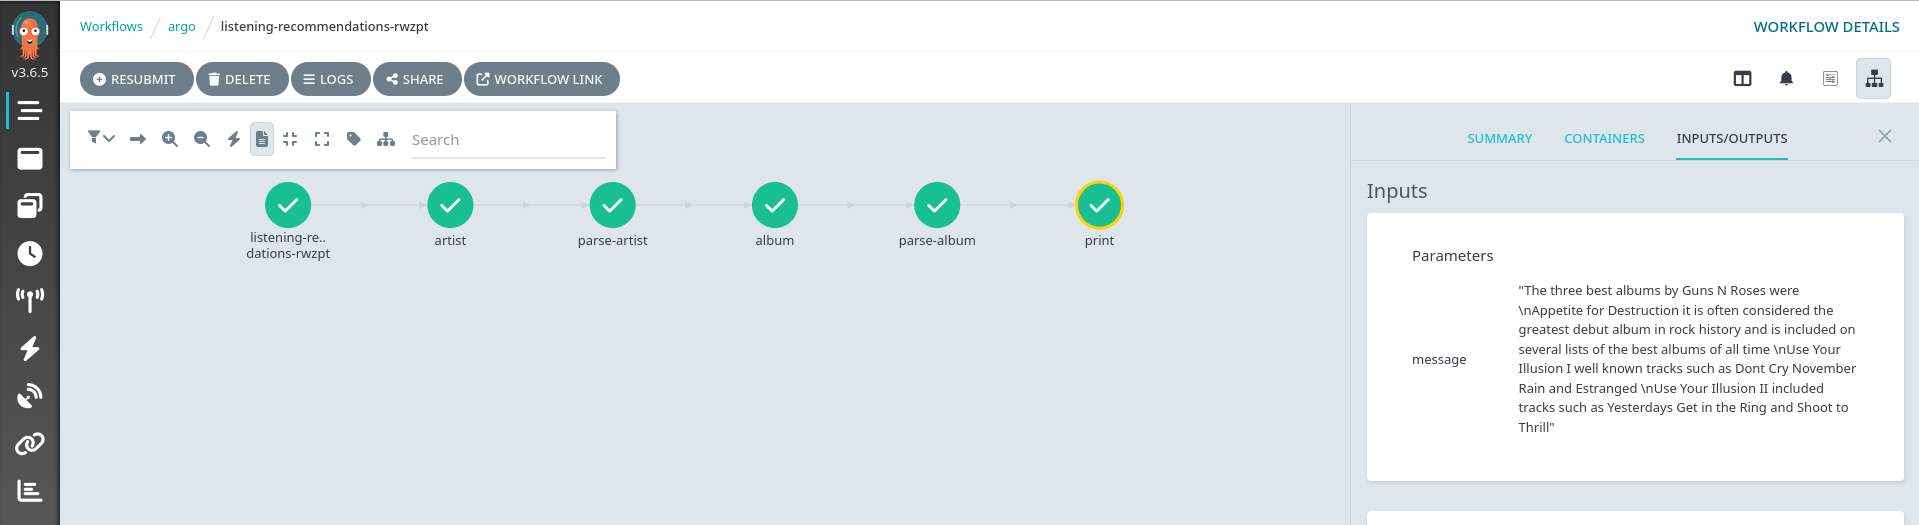 Workflows / argo / listening-recommendations-rwzpt
WORKFLOW DETAILS
v3.6.5
RESUBMIT
DELETE
LOGS
SHARE
WORKFLOW LINK
Search
SUMMARY
CONTAINERS
INPUTS/OUTPUTS
listening-re..
dations-rwzpt
artist
parse-artist
album
parse-album
print
Inputs
Parameters
message
"The three best albums by Guns N Roses were
\nAppetite for Destruction it is often considered the
greatest debut album in rock history and is included on
several lists of the best albums of all time \nUse Your
Illusion I well known tracks such as Dont Cry November
Rain and Estranged \nUse Your Illusion II included
tracks such as Yesterdays Get in the Ring and Shoot to
Thrill"